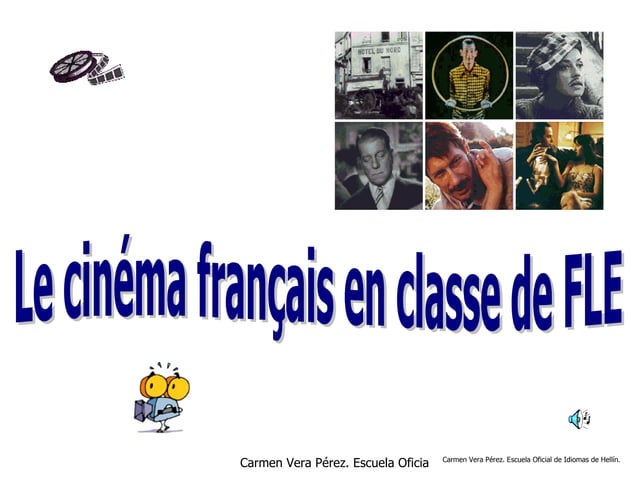 HOTEL DU NORD
Le cinéma français en classe de FLE
Carmen Vera Pérez. Escuela Oficia
Carmen Vera Pérez. Escuela Oficial de Idiomas de Hellín.